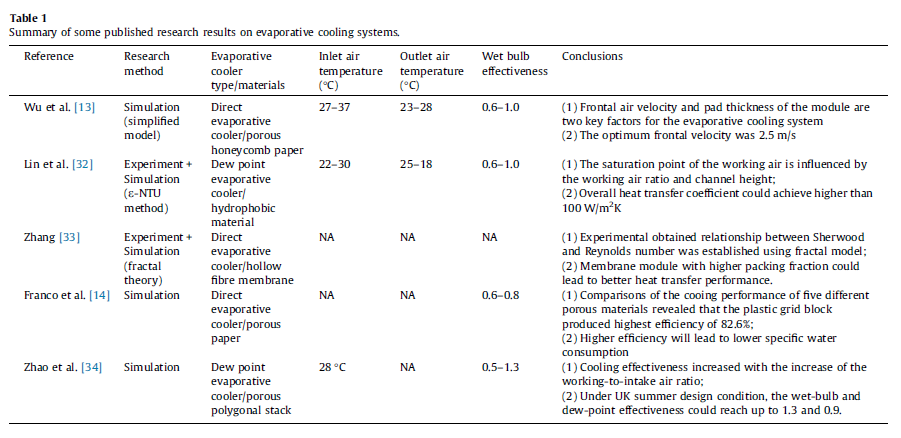 Table 1
Summary of some published research results on evaporative cooling systems.
Reference Research method Evaporative cooler type/materials Inlet air temperature (°C) Outlet air temperature (°C) Wet bulb effectiveness Conclusions
Wu et al. [13] Simulation (simplified model) Direct evaporative cooler/porous honeycomb paper 27–37 23–28 0.6–1.0 (1) Frontal air velocity and pad thickness of the module are two key factors for the evaporative cooling system
(2) The optimum frontal velocity was 2.5 m/s
Lin et al. [32] Experiment + Simulation (ε-NTU method) Dew point evaporative cooler/ hydrophobic material 22–30 25–18 0.6–1.0 (1) The saturation point of the working air is influenced by the working air ratio and channel height;
(2) Overall heat transfer coefficient could achieve higher than 100 W/m²K
Zhang [33] Experiment + Simulation (fractal theory) Direct evaporative cooler/hollow fibre membrane NA NA NA (1) Experimental obtained relationship between Sherwood and Reynolds number was established using fractal model;
(2) Membrane module with higher packing fraction could lead to better heat transfer performance.
Franco et al. [14] Simulation Direct evaporative cooler/porous paper NA NA 0.6–0.8 (1) Comparisons of the cooing performance of five different porous materials revealed that the plastic grid block produced highest efficiency of 82.6%;
(2) Higher efficiency will lead to lower specific water consumption
Zhao et al. [34] Simulation Dew point evaporative cooler/porous polygonal stack 28 °C NA 0.5–1.3 (1) Cooling effectiveness increased with the increase of the working-to-intake air ratio;
(2) Under UK summer design condition, the wet-bulb and dew-point effectiveness could reach up to 1.3 and 0.9.